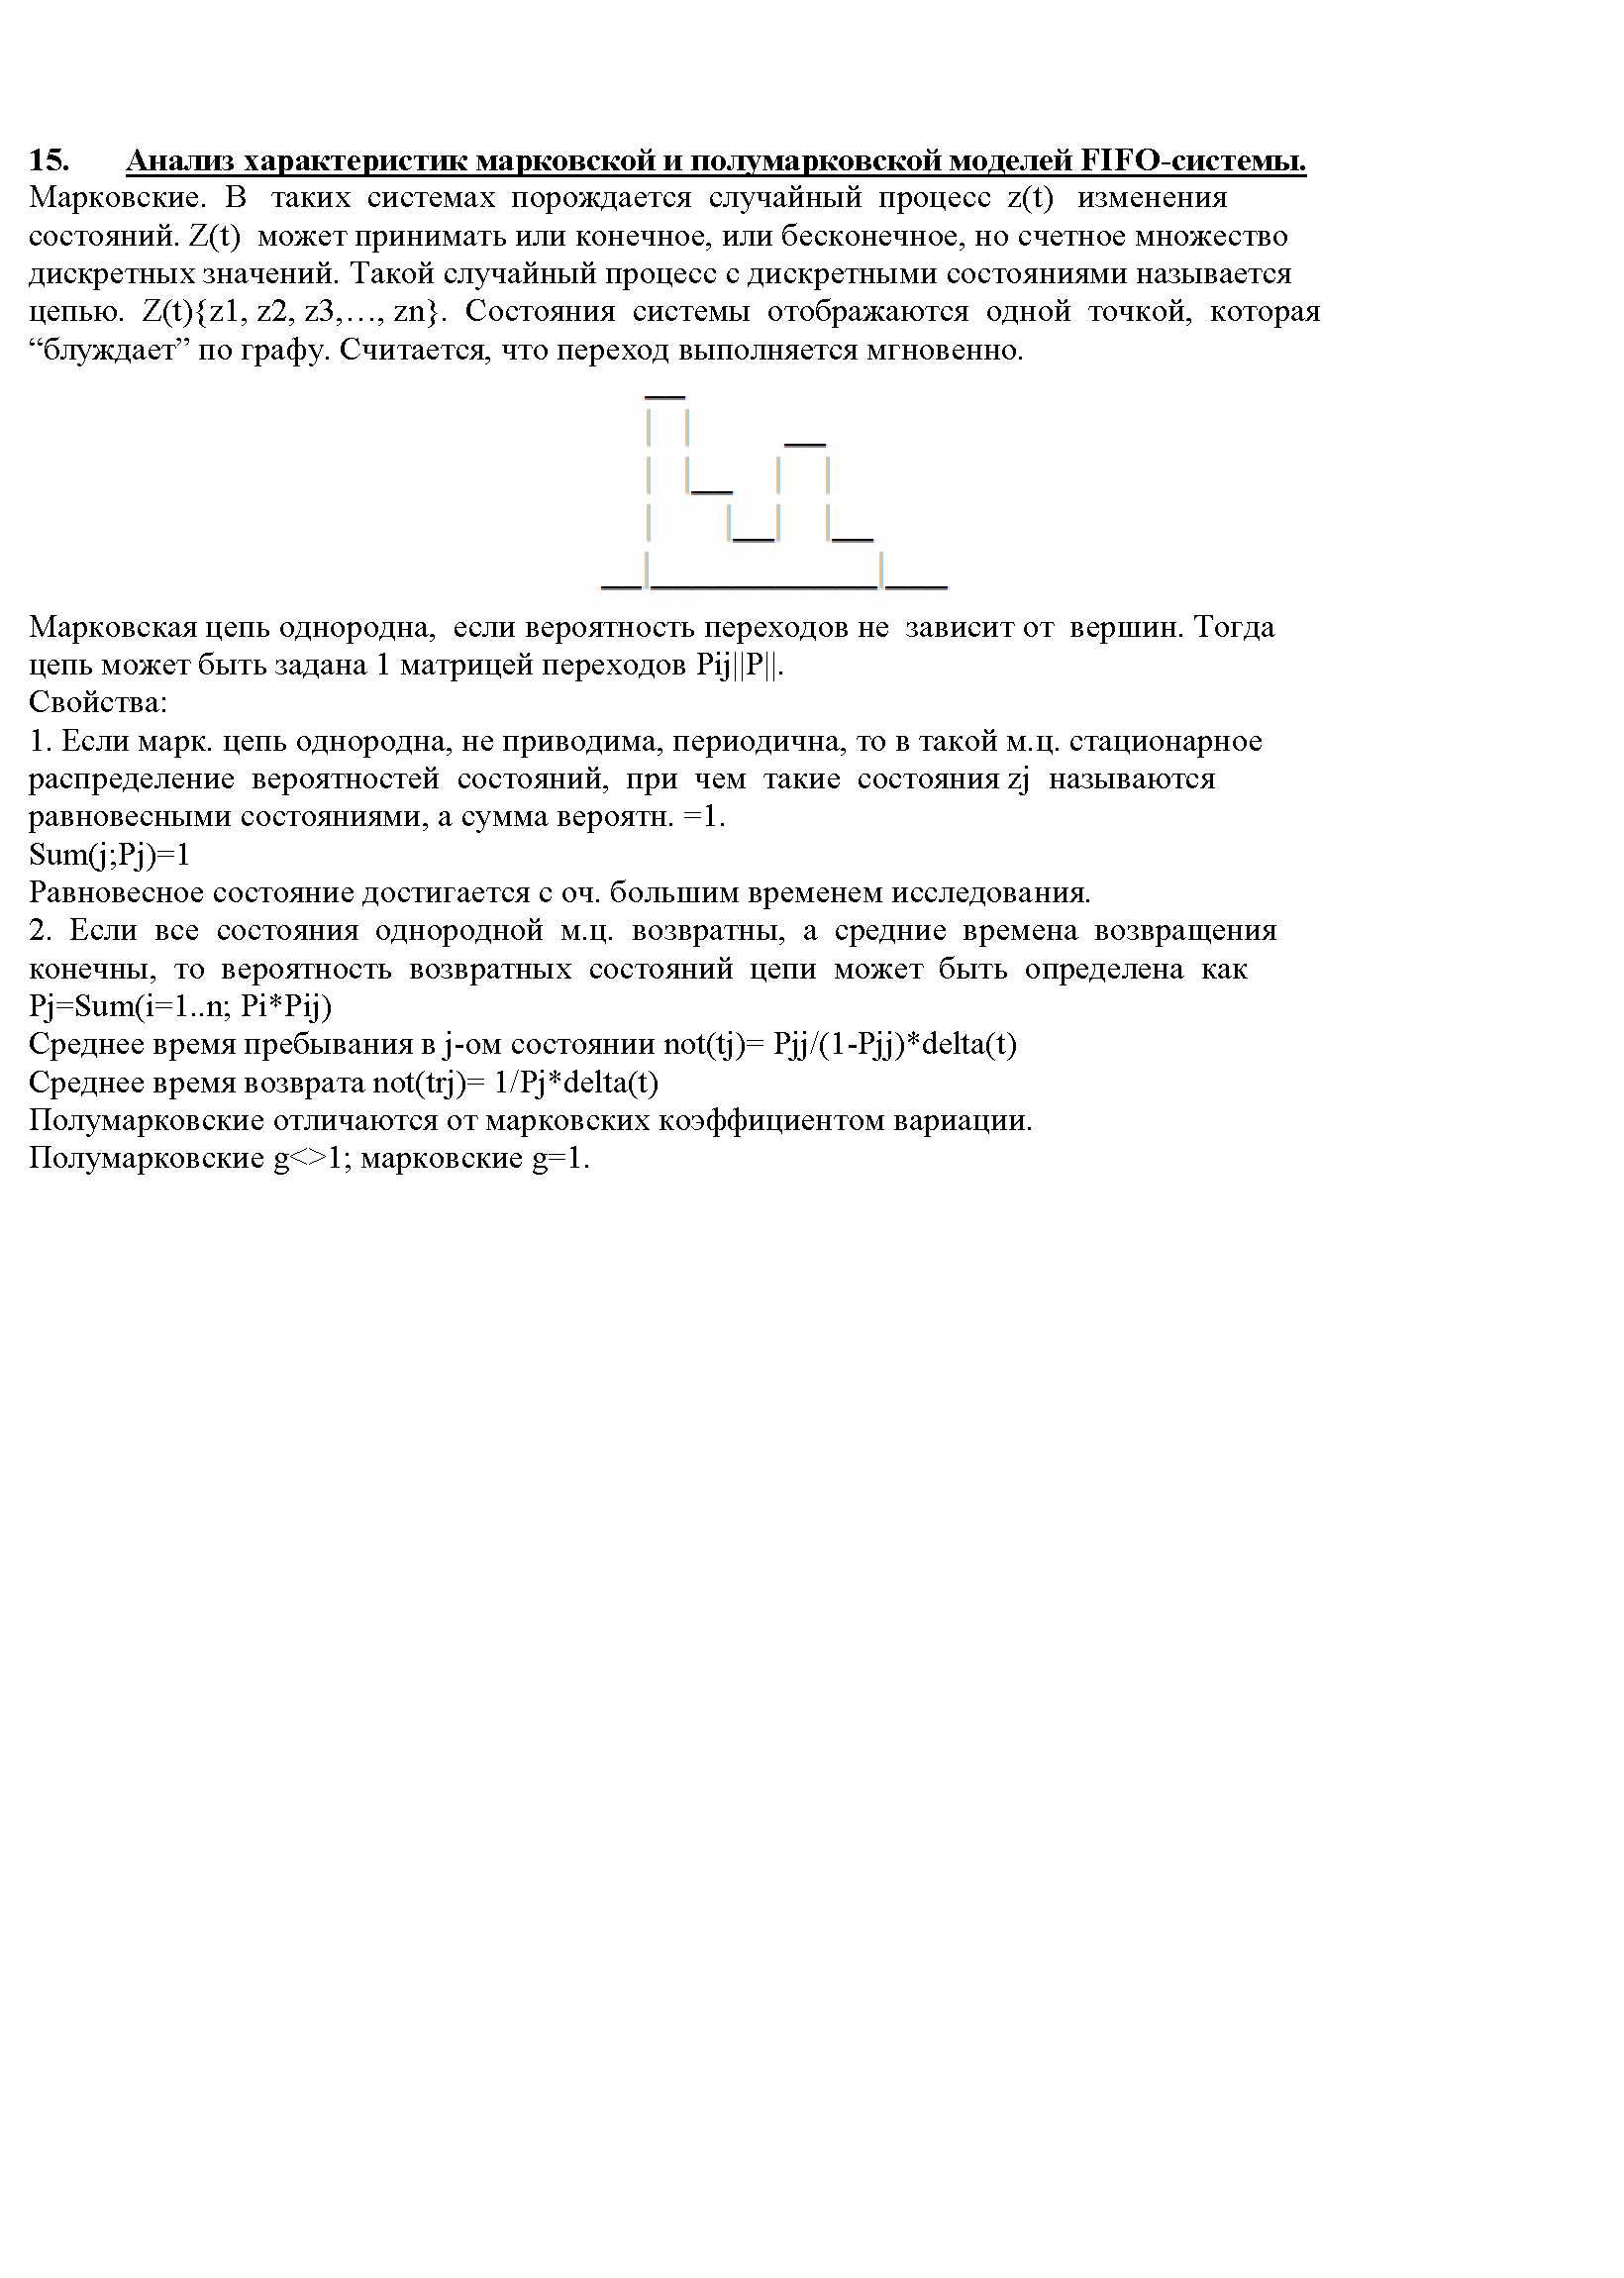 15. Анализ характеристик марковской и полумарковской моделей FIFO-системы.
Марковские. В таких системах порождается случайный процесс z(t) изменения
состояний. Z(t) может принимать или конечное, или бесконечное, но счетное множество
дискретных значений. Такой случайный процесс с дискретными состояниями называется
цепью. Z(t){z1, z2, z3,…, zn}. Состояния системы отображаются одной точкой, которая
“блуждает” по графу. Считается, что переход выполняется мгновенно.
Марковская цепь однородна, если вероятность переходов не зависит от вершин. Тогда
цепь может быть задана 1 матрицей переходов Pij||P||.
Свойства:
1. Если марк. цепь однородна, не приводима, периодична, то в такой м.ц. стационарное
распределение вероятностей состояний, при чем такие состояния zj называются
равновесными состояниями, а сумма вероятн. =1.
Sum(j;Pj)=1
Равновесное состояние достигается с оч. большим временем исследования.
2. Если все состояния однородной м.ц. возвратны, а средние времена возвращения
конечны, то вероятность возвратных состояний цепи может быть определена как
Pj=Sum(i=1..n; Pi*Pij)
Среднее время пребывания в j-ом состоянии not(tj)= Pjj/(1-Pjj)*delta(t)
Среднее время возврата not(trj)= 1/Pj*delta(t)
Полумарковские отличаются от марковских коэффициентом вариации.
Полумарковские g<>1; марковские g=1.